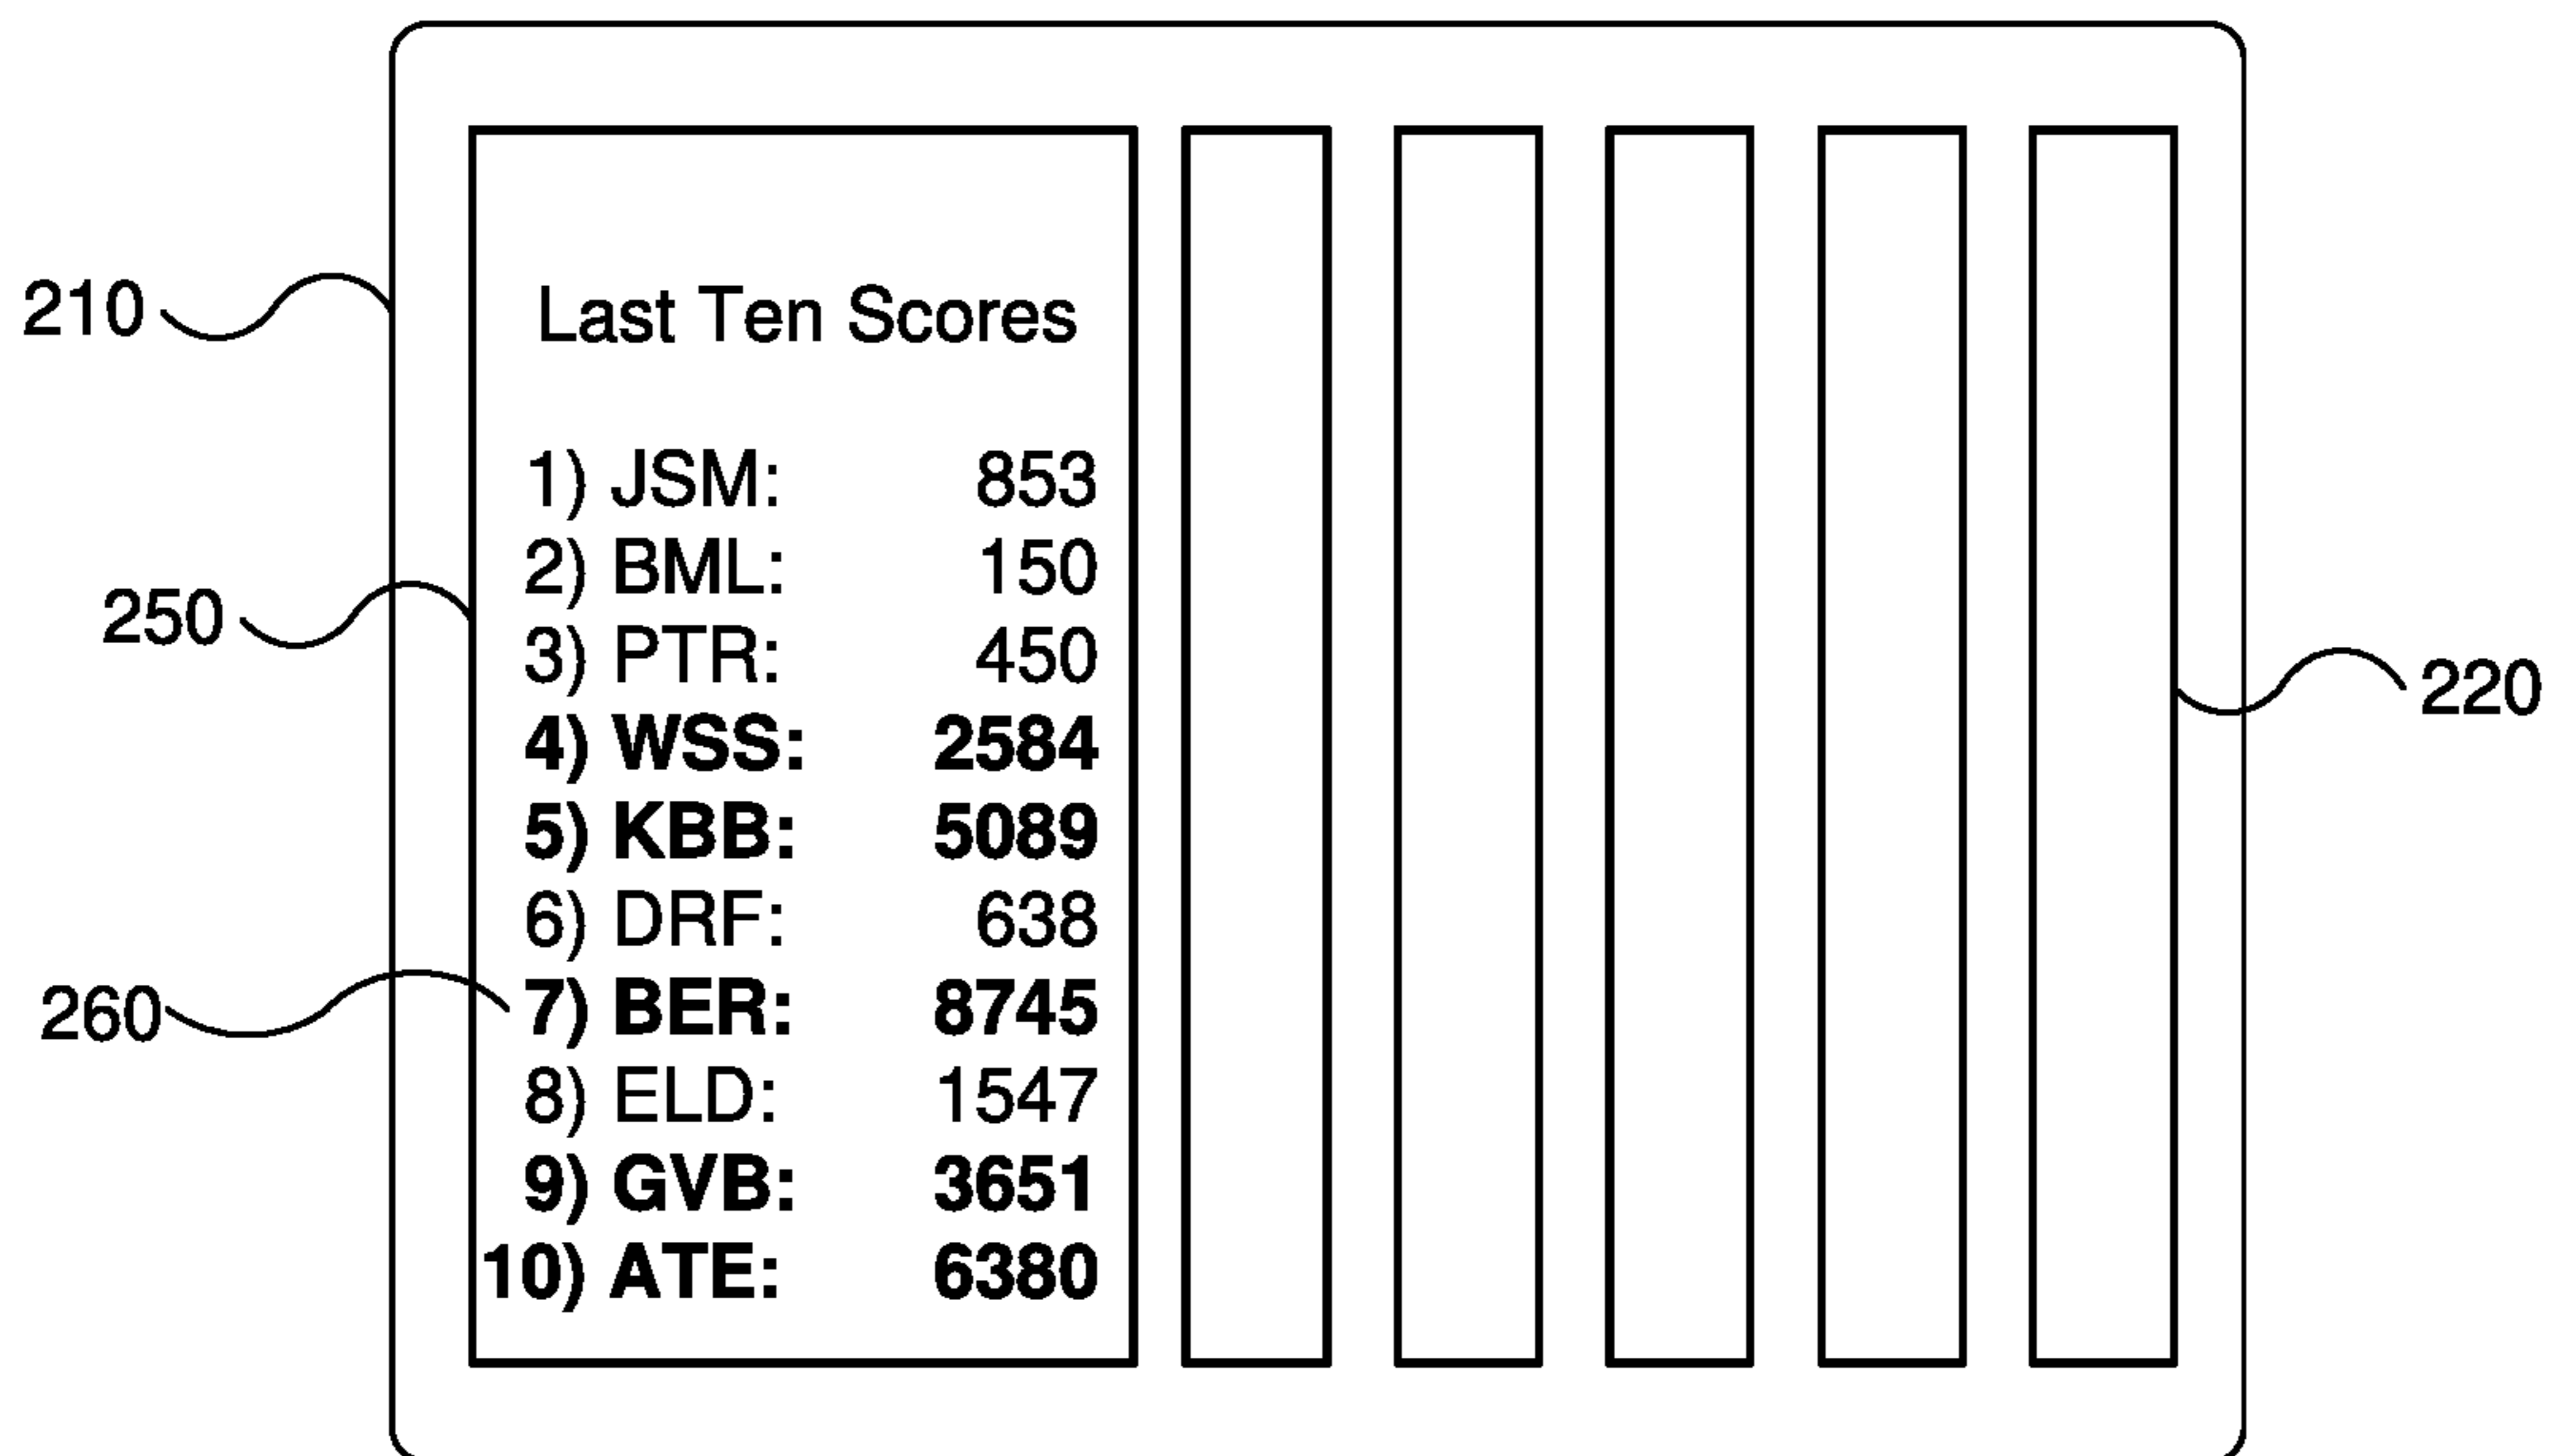 210
Last Ten Scores
1) JSM: 853
2) BML: 150
250
3) PTR: 450
220
4) WSS: 2584
5) KBB: 5089
6) DRF: 638
260
7) BER: 8745
8) ELD: 1547
9) GVB: 3651
10) ATE: 6380